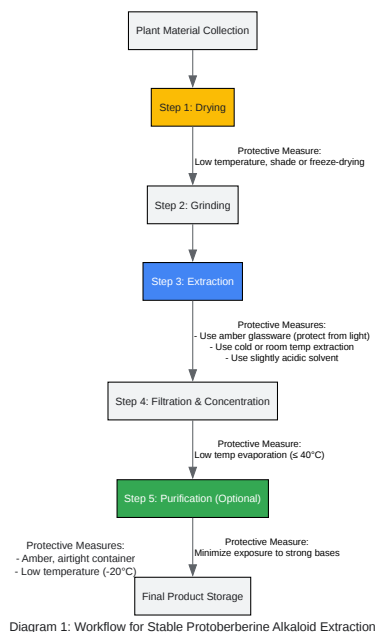 Plant Material Collection
Step 1: Drying
Protective Measure:
Low temperature, shade or freeze-drying
Step 2: Grinding
Step 3: Extraction
Protective Measures:
- Use amber glassware (protect from light)
- Use cold or room temp extraction
- Use slightly acidic solvent
Step 4: Filtration & Concentration
Protective Measure:
Low temp evaporation (≤ 40°C)
Step 5: Purification (Optional)
Protective Measure:
Minimize exposure to strong bases
Protective Measures:
- Amber, airtight container
- Low temperature (-20°C)
Final Product Storage
Diagram 1: Workflow for Stable Protoberberine Alkaloid Extraction